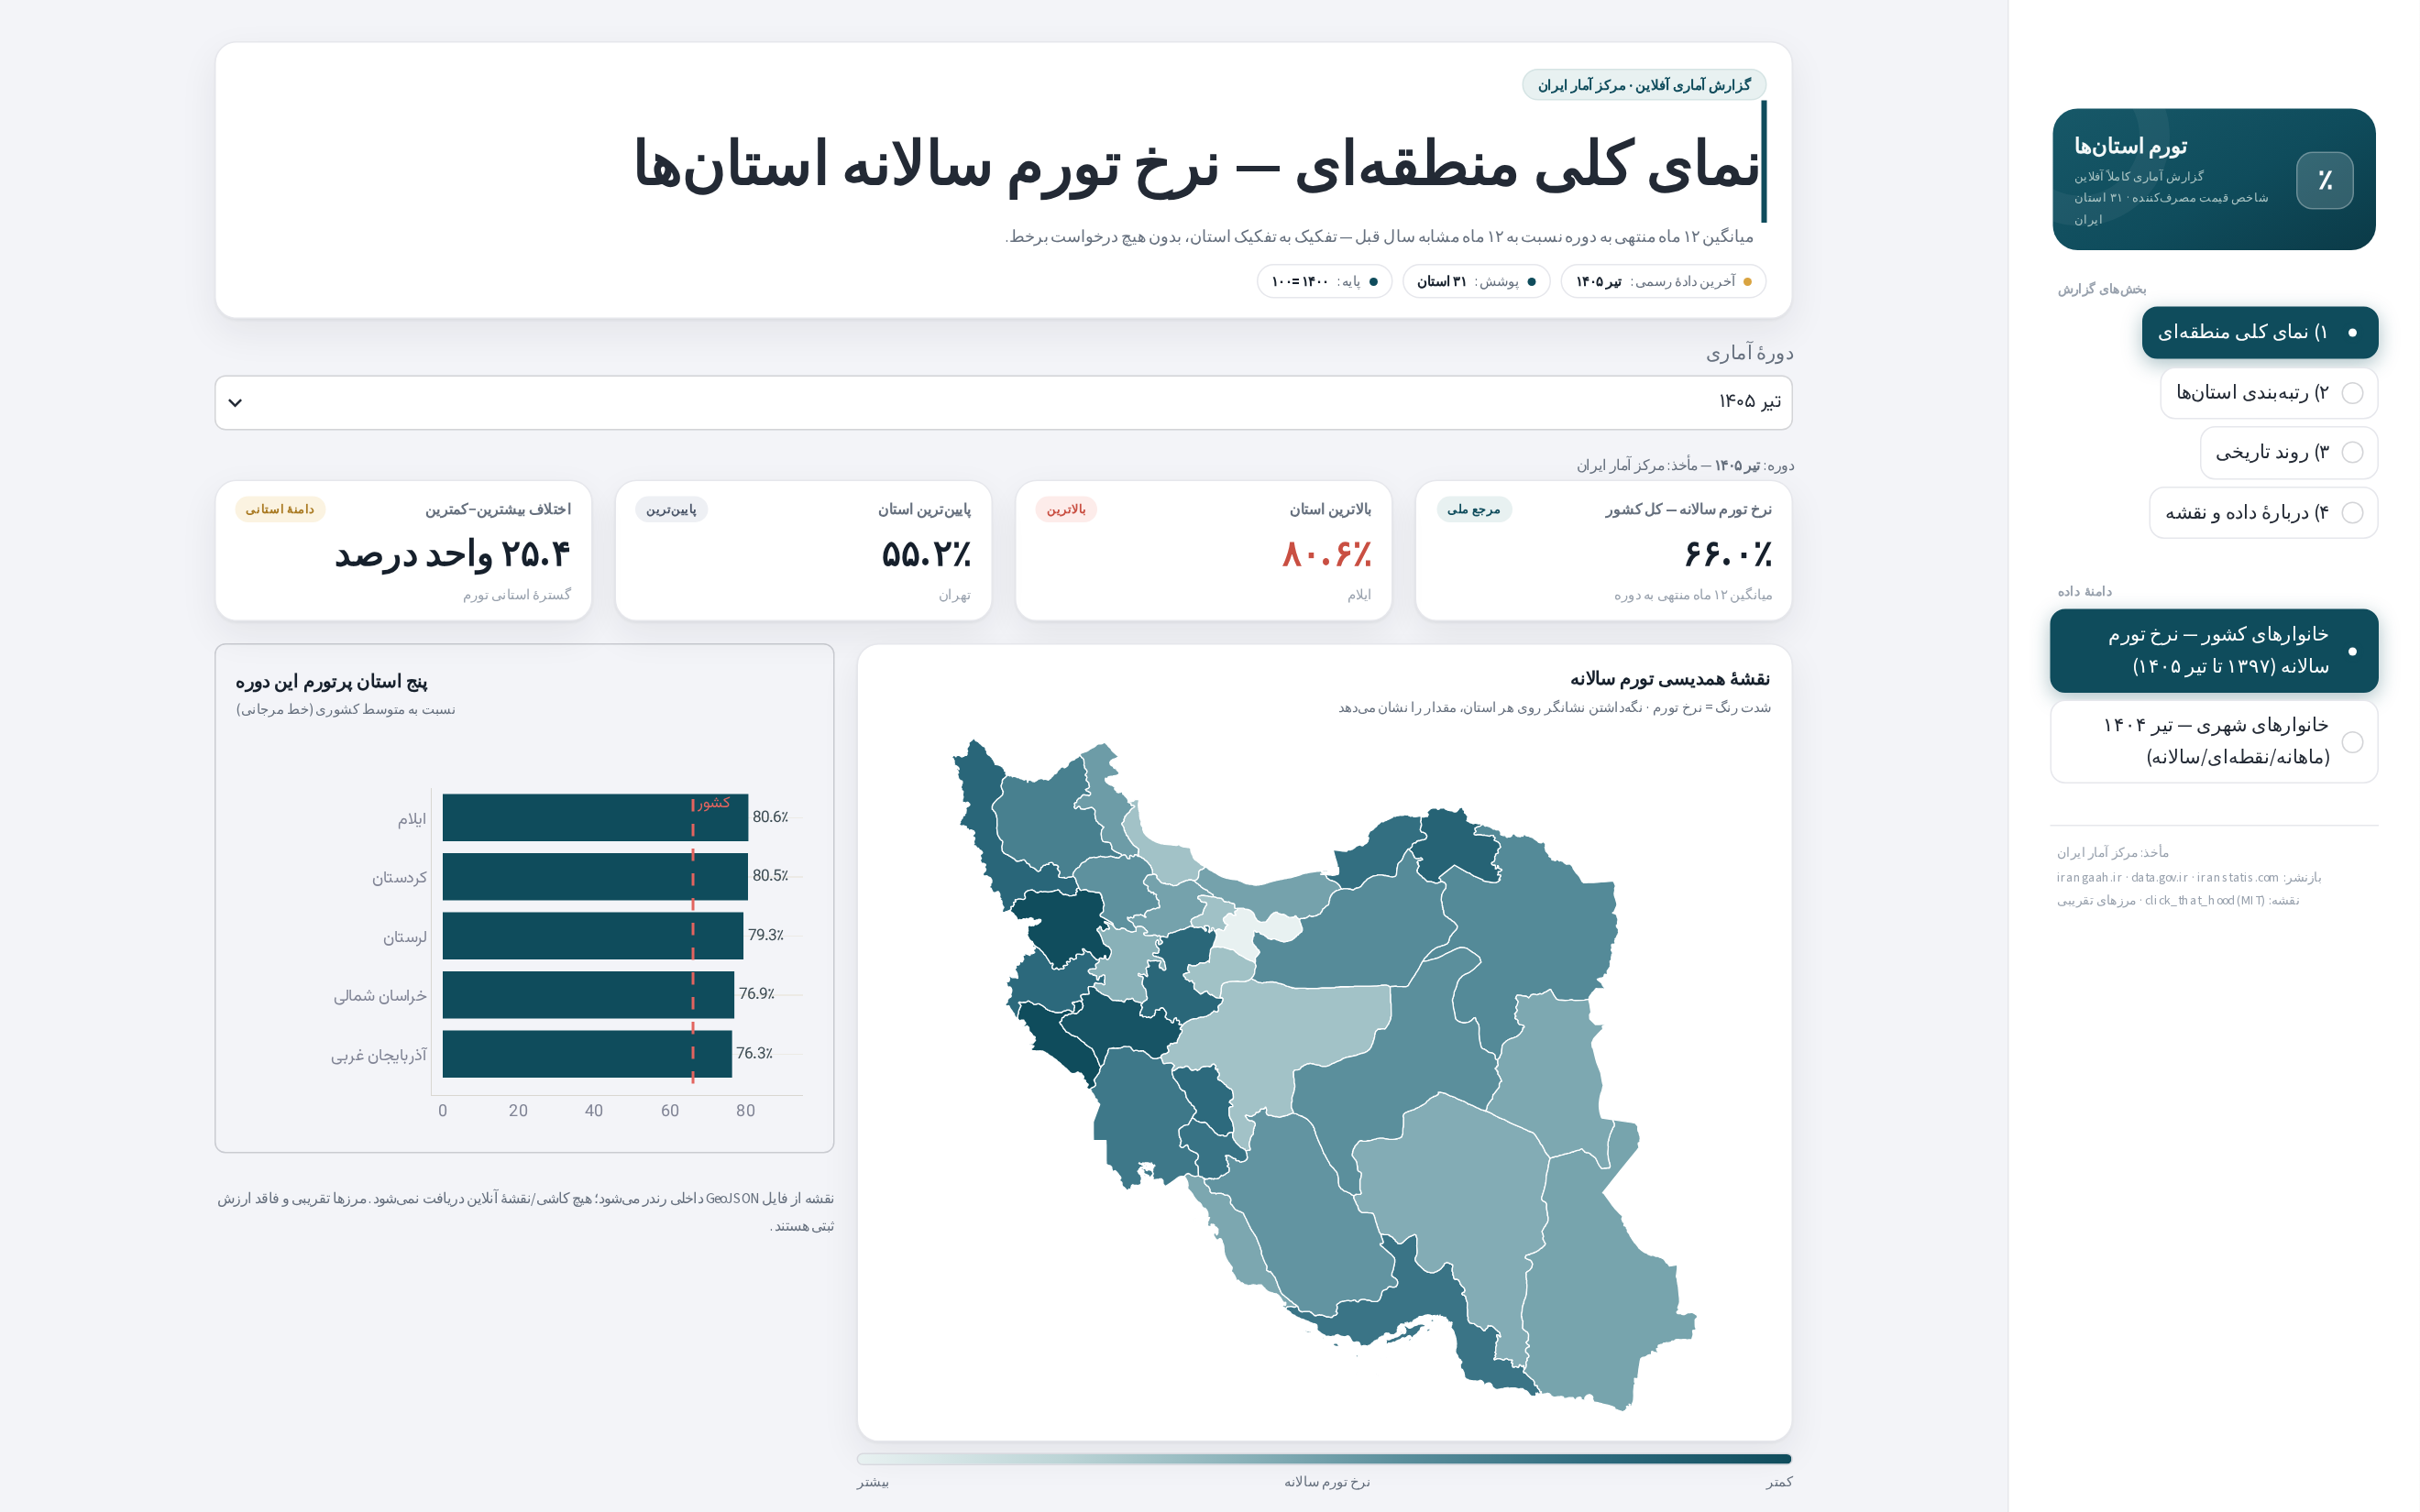 ٪
تورم استان‌ها
گزارش آماری کاملاً آفلاین
شاخص قیمت مصرف‌کننده · ۳۱ استان
ایران
بخش‌های گزارش
۱) نمای کلی منطقه‌ای
۲) رتبه‌بندی استان‌ها
۳) روند تاریخی
۴) دربارهٔ داده و نقشه
دامنهٔ داده
خانوارهای کشور — نرخ تورم
سالانه (۱۳۹۷ تا تیر ۱۴۰۵)
خانوارهای شهری — تیر ۱۴۰۴
(ماهانه/نقطه‌ای/سالانه)
مأخذ: مرکز آمار ایران
بازنشر: irangaah.ir · data.gov.ir · iranstatis.com
نقشه: click_that_hood (MIT) · مرزهای تقریبی
گزارش آماری آفلاین · مرکز آمار ایران
نمای کلی منطقه‌ای — نرخ تورم سالانه استان‌ها
میانگین ۱۲ ماه منتهی به دوره نسبت به ۱۲ ماه مشابه سال قبل — تفکیک به تفکیک استان، بدون هیچ درخواست برخط.
آخرین دادهٔ رسمی: تیر ۱۴۰۵
پوشش: ۳۱ استان
پایه: ۱۴۰۰=۱۰۰
دورهٔ آماری
تیر ۱۴۰۵
دوره: تیر ۱۴۰۵ — مأخذ: مرکز آمار ایران
نرخ تورم سالانه — کل کشور
مرجع ملی
۶۶.۰٪
میانگین ۱۲ ماه منتهی به دوره
بالاترین استان
بالاترین
۸۰.۶٪
ایلام
پایین‌ترین استان
پایین‌ترین
۵۵.۲٪
تهران
اختلاف بیشترین–کمترین
دامنهٔ استانی
۲۵.۴ واحد درصد
گسترهٔ استانی تورم
نقشهٔ همدیسی تورم سالانه
شدت رنگ = نرخ تورم · نگه‌داشتن نشانگر روی هر استان، مقدار را نشان می‌دهد
کمتر
نرخ تورم سالانه
بیشتر
پنج استان پرتورم این دوره
نسبت به متوسط کشوری (خط مرجانی)
کشور
ایلام 80.6٪
کردستان 80.5٪
لرستان 79.3٪
خراسان شمالی 76.9٪
آذربایجان غربی 76.3٪
0 20 40 60 80
نقشه از فایل GeoJSON داخلی رندر می‌شود؛ هیچ کاشی/نقشهٔ آنلاین دریافت نمی‌شود. مرزها تقریبی و فاقد ارزش
ثبتی هستند.